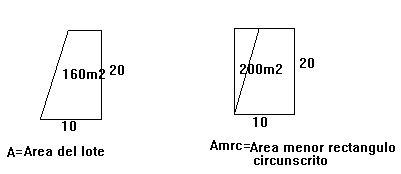 160m2 20
10
A=Area del lote
200m2 20
10
Amrc=Area menor rectangulo
circunscrito